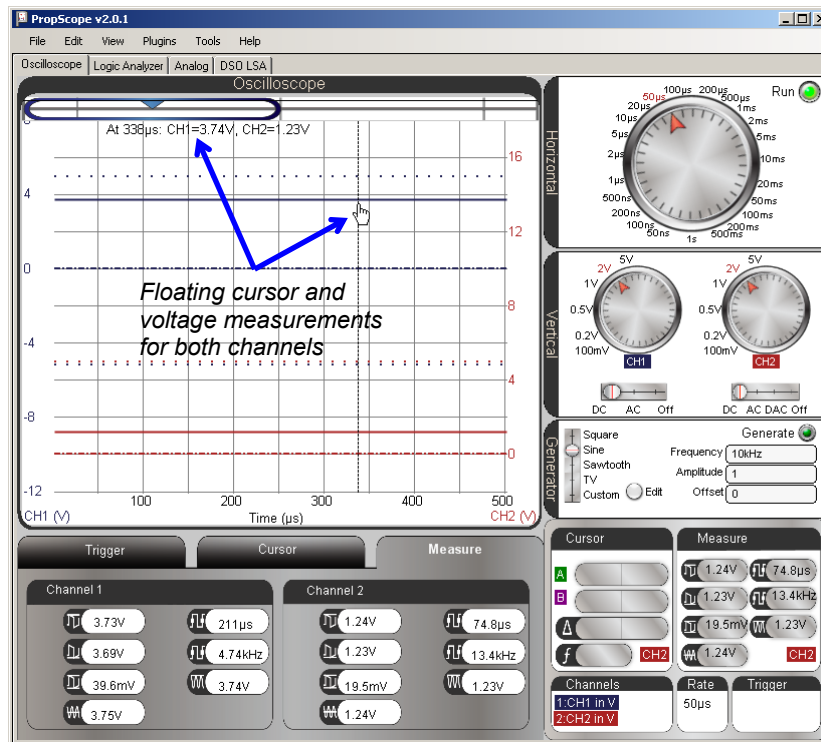 PropScope v2.0.1
File Edit View Plugins Tools Help
Oscilloscope Logic Analyzer Analog DSO LSA
Oscilloscope
At 338µs: CH1=3.74V, CH2=1.23V
8
4
0
-4
-8
-12
16
12
8
4
0
Floating cursor and
voltage measurements
for both channels
100 200 300 400 500
CH1 (V) Time (µs) CH2 (V)
Horizontal
Run
50ns
100ns
200ns
500ns
1µs
2µs
5µs
10µs
20µs
50µs
100µs
200µs
500µs
1ms
2ms
5ms
10ms
20ms
50ms
100ms
200ms
500ms
1s
Vertical
5V
2V
1V
0.5V
0.2V
100mV
CH1
DC AC Off
5V
2V
1V
0.5V
0.2V
100mV
CH2
DC AC DAC Off
Generator
Square
Sine
Sawtooth
TV
Custom Edit
Generate
Frequency 10kHz
Amplitude 1
Offset 0
Trigger Cursor Measure
Channel 1
3.73V 211µs
3.69V 4.74kHz
39.6mV 3.74V
3.75V
Channel 2
1.24V 74.8µs
1.23V 13.4kHz
19.5mV 1.23V
1.24V
Cursor
A
B
Δ
f CH2
Measure
1.24V 74.8µs
1.23V 13.4kHz
19.5mV 1.23V
1.24V CH2
Channels
1:CH1 in V
2:CH2 in V
Rate
50µs
Trigger